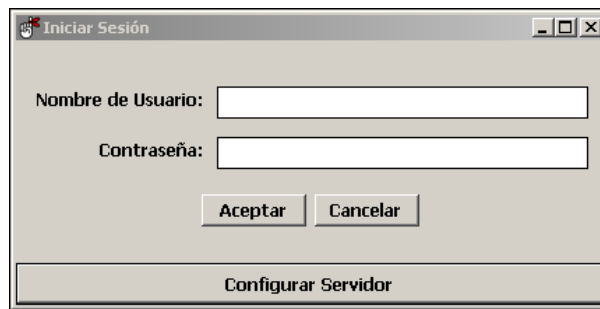 Iniciar Sesión
Nombre de Usuario:
Contraseña:
Aceptar Cancelar
Configurar Servidor